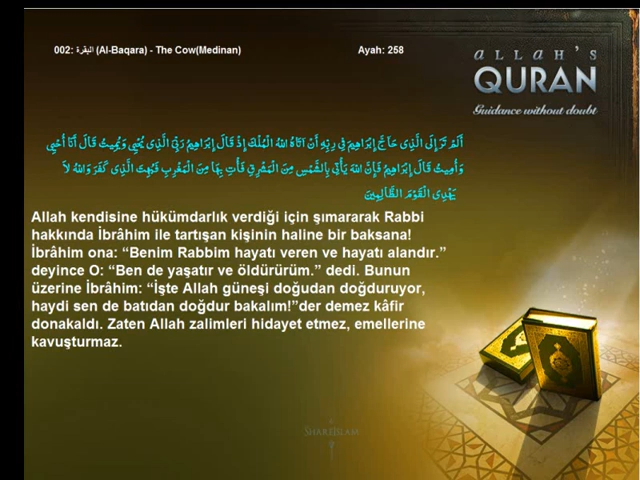 002: البقرة (Al-Baqara) - The Cow(Medinan) Ayah: 258
ALLAH'S
QURAN
Guidance without doubt
أَلَمْ تَرَ إِلَى الَّذِي حَآجَّ إِبْرَاهِيمَ فِي رِبِّهِ أَنْ آتَاهُ اللّهُ الْمُلْكَ إِذْ قَالَ إِبْرَاهِيمُ رَبِّيَ الَّذِي يُحْيِي وَيُمِيتُ قَالَ أَنَا أُحْيِي
وَأُمِيتُ قَالَ إِبْرَاهِيمُ فَإِنَّ اللّهَ يَأْتِي بِالشَّمْسِ مِنَ الْمَشْرِقِ فَأْتِ بِهَا مِنَ الْمَغْرِبِ فَبُهِتَ الَّذِي كَفَرَ وَاللّهُ لاَ
يَهْدِي الْقَوْمَ الظَّالِمِينَ
Allah kendisine hükümdarlık verdiği için şımararak Rabbi
hakkında İbrâhim ile tartışan kişinin haline bir baksana!
İbrâhim ona: “Benim Rabbim hayatı veren ve hayatı alandır.”
deyince O: “Ben de yaşatır ve öldürürüm.” dedi. Bunun
üzerine İbrâhim: “İşte Allah güneşi doğudan doğduruyor,
haydi sen de batıdan doğdur bakalım!”der demez kâfir
donakaldı. Zaten Allah zalimleri hidayet etmez, emellerine
kavuşturmaz.
SHAREISLAM